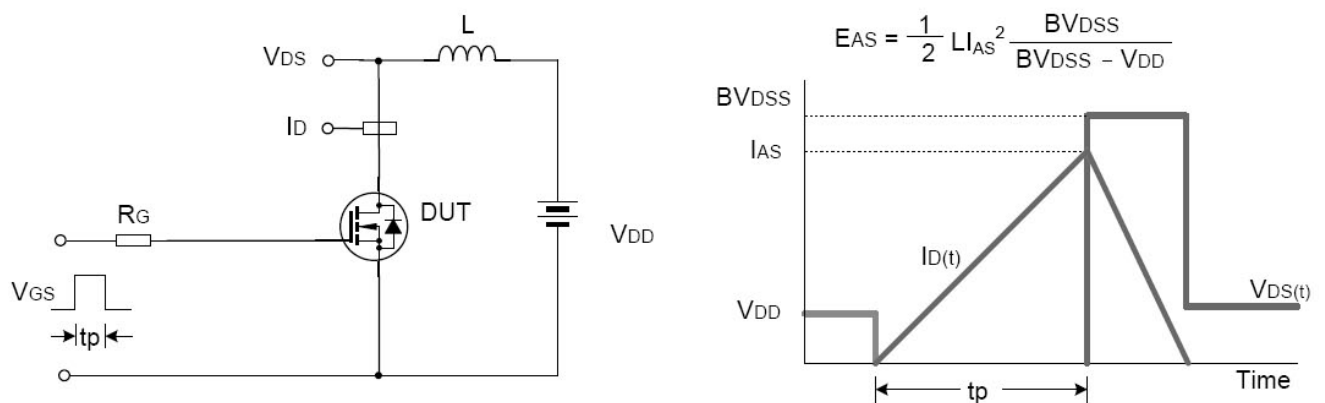 L
VDS
ID
RG
DUT
VDD
VGS
tp
EAS = 1/2 LIAS² BVDSS / (BVDSS − VDD)
BVDSS
IAS
ID(t)
VDD
VDS(t)
tp
Time